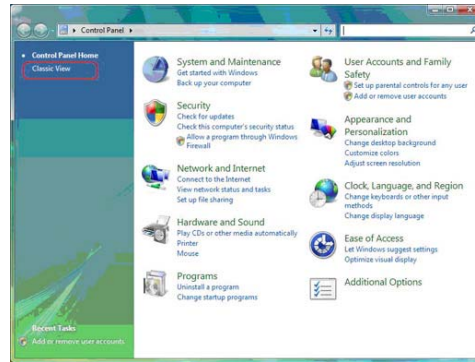 Control Panel
Control Panel Home
Classic View
System and Maintenance
Get started with Windows
Back up your computer
Security
Check for updates
Check this computer's security status
Allow a program through Windows
Firewall
Network and Internet
Connect to the Internet
View network status and tasks
Set up file sharing
Hardware and Sound
Play CDs or other media automatically
Printer
Mouse
Programs
Uninstall a program
Change startup programs
User Accounts and Family
Safety
Set up parental controls for any user
Add or remove user accounts
Appearance and
Personalization
Change desktop background
Customize colors
Adjust screen resolution
Clock, Language, and Region
Change keyboards or other input
methods
Change display language
Ease of Access
Let Windows suggest settings
Optimize visual display
Additional Options
Recent Tasks
Add or remove user accounts